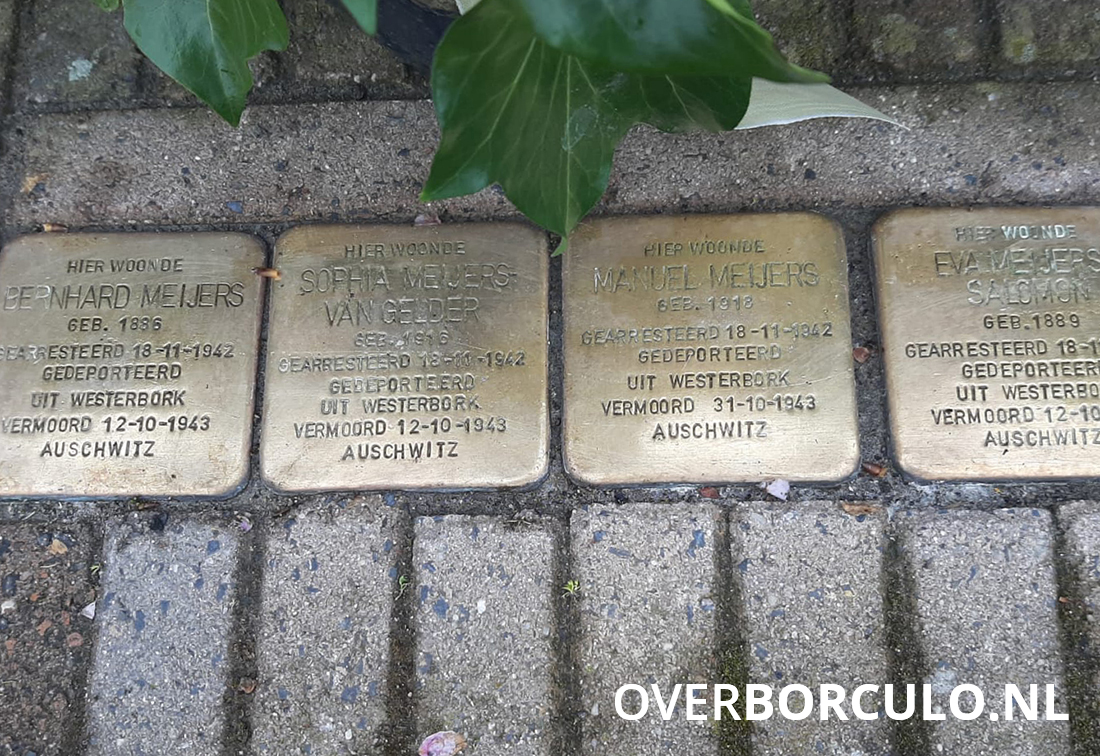 HIER WOONDE
BERNHARD MEIJERS
GEB. 1886
GEARRESTEERD 18-11-1942
GEDEPORTEERD
UIT WESTERBORK
VERMOORD 12-10-1943
AUSCHWITZ
HIER WOONDE
SOPHIA MEIJERS-
VAN GELDER
GEB. 1916
GEARRESTEERD 18-11-1942
GEDEPORTEERD
UIT WESTERBORK
VERMOORD 12-10-1943
AUSCHWITZ
HIER WOONDE
MANUEL MEIJERS
GEB. 1918
GEARRESTEERD 18-11-1942
GEDEPORTEERD
UIT WESTERBORK
VERMOORD 31-10-1943
AUSCHWITZ
HIER WOONDE
EVA MEIJERS
SALOMON
GEB. 1889
GEARRESTEERD 18-1
GEDEPORTEER
UIT WESTERBOR
VERMOORD 12-10
AUSCHWITZ
OVERBORCULO.NL